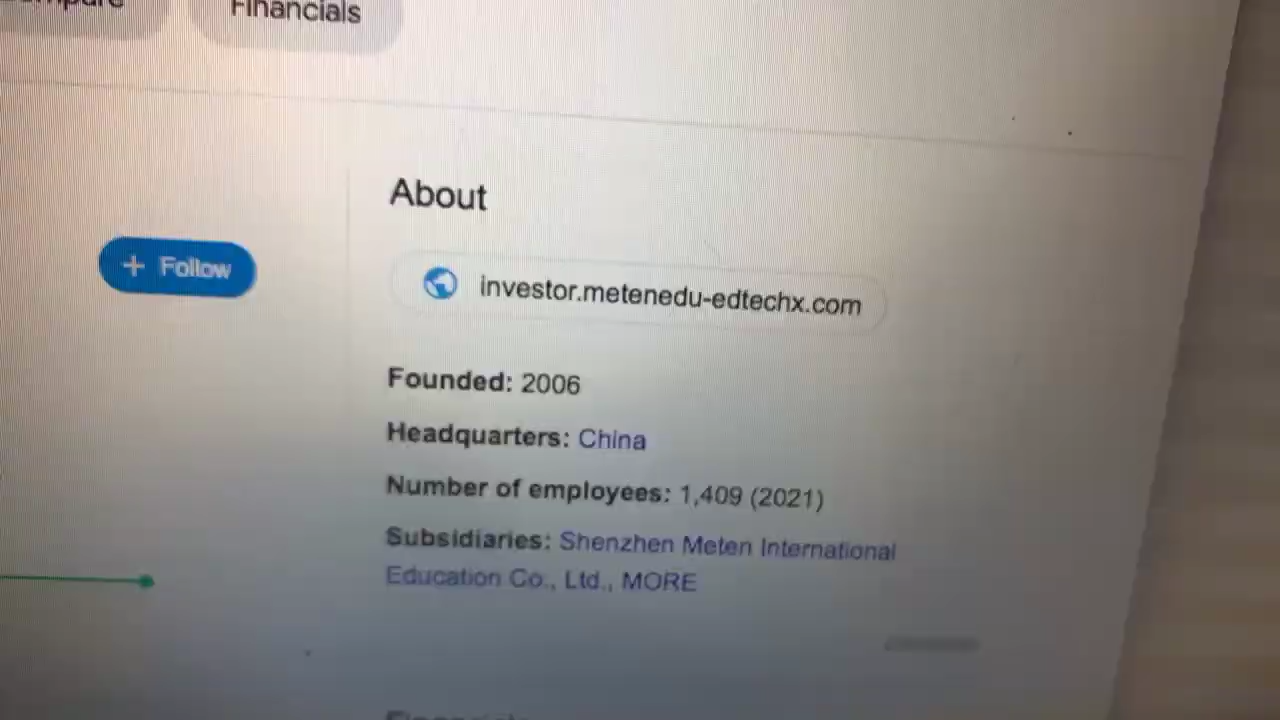 Financials
About
+ Follow
investor.metenedu-edtechx.com
Founded: 2006
Headquarters: China
Number of employees: 1,409 (2021)
Subsidiaries: Shenzhen Meten International
Education Co., Ltd., MORE